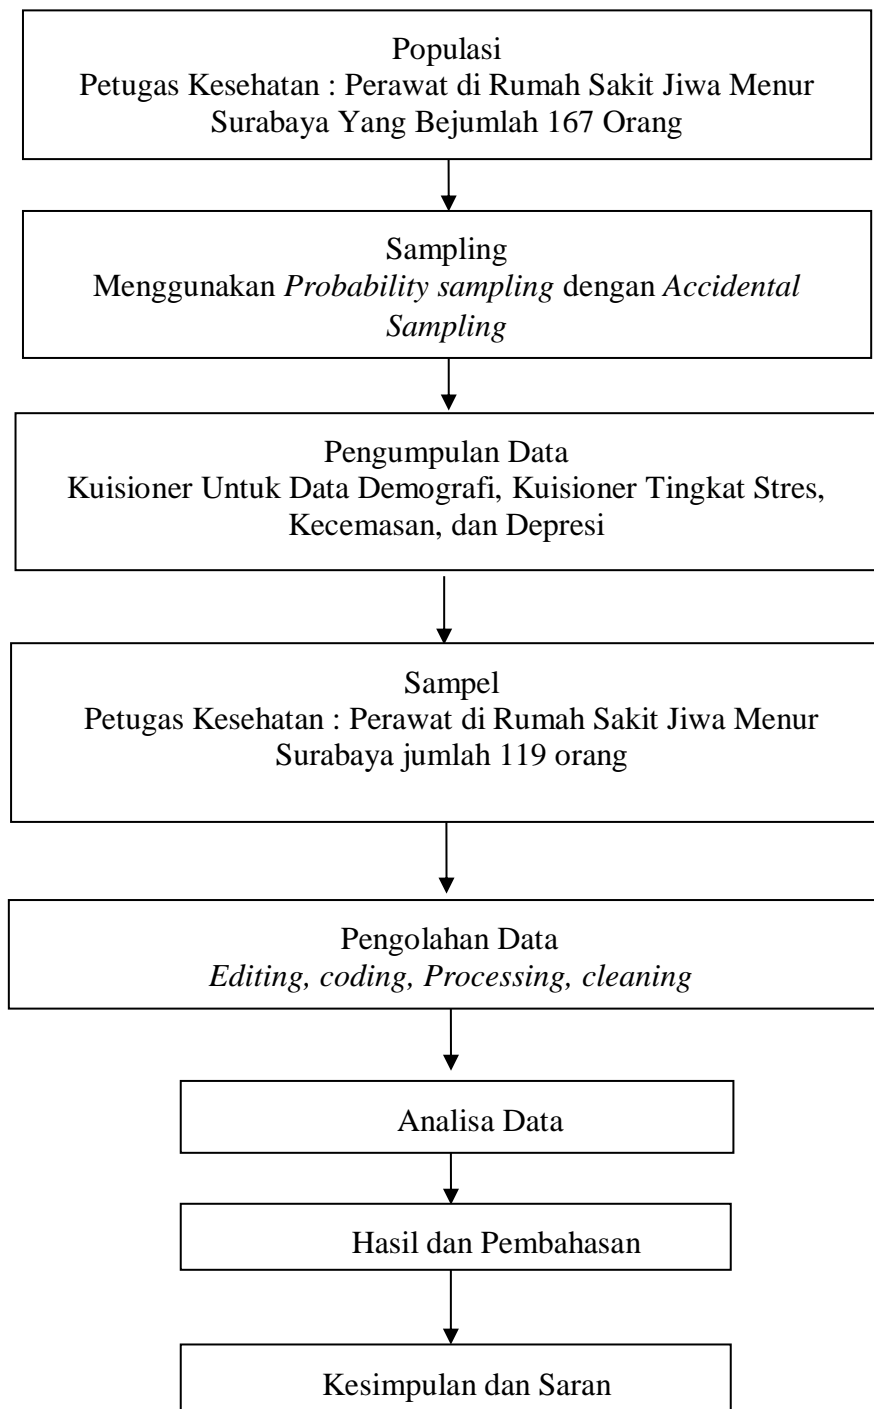 Populasi
Petugas Kesehatan : Perawat di Rumah Sakit Jiwa Menur
Surabaya Yang Bejumlah 167 Orang
Sampling
Menggunakan Probability sampling dengan Accidental
Sampling
Pengumpulan Data
Kuisioner Untuk Data Demografi, Kuisioner Tingkat Stres,
Kecemasan, dan Depresi
Sampel
Petugas Kesehatan : Perawat di Rumah Sakit Jiwa Menur
Surabaya jumlah 119 orang
Pengolahan Data
Editing, coding, Processing, cleaning
Analisa Data
Hasil dan Pembahasan
Kesimpulan dan Saran